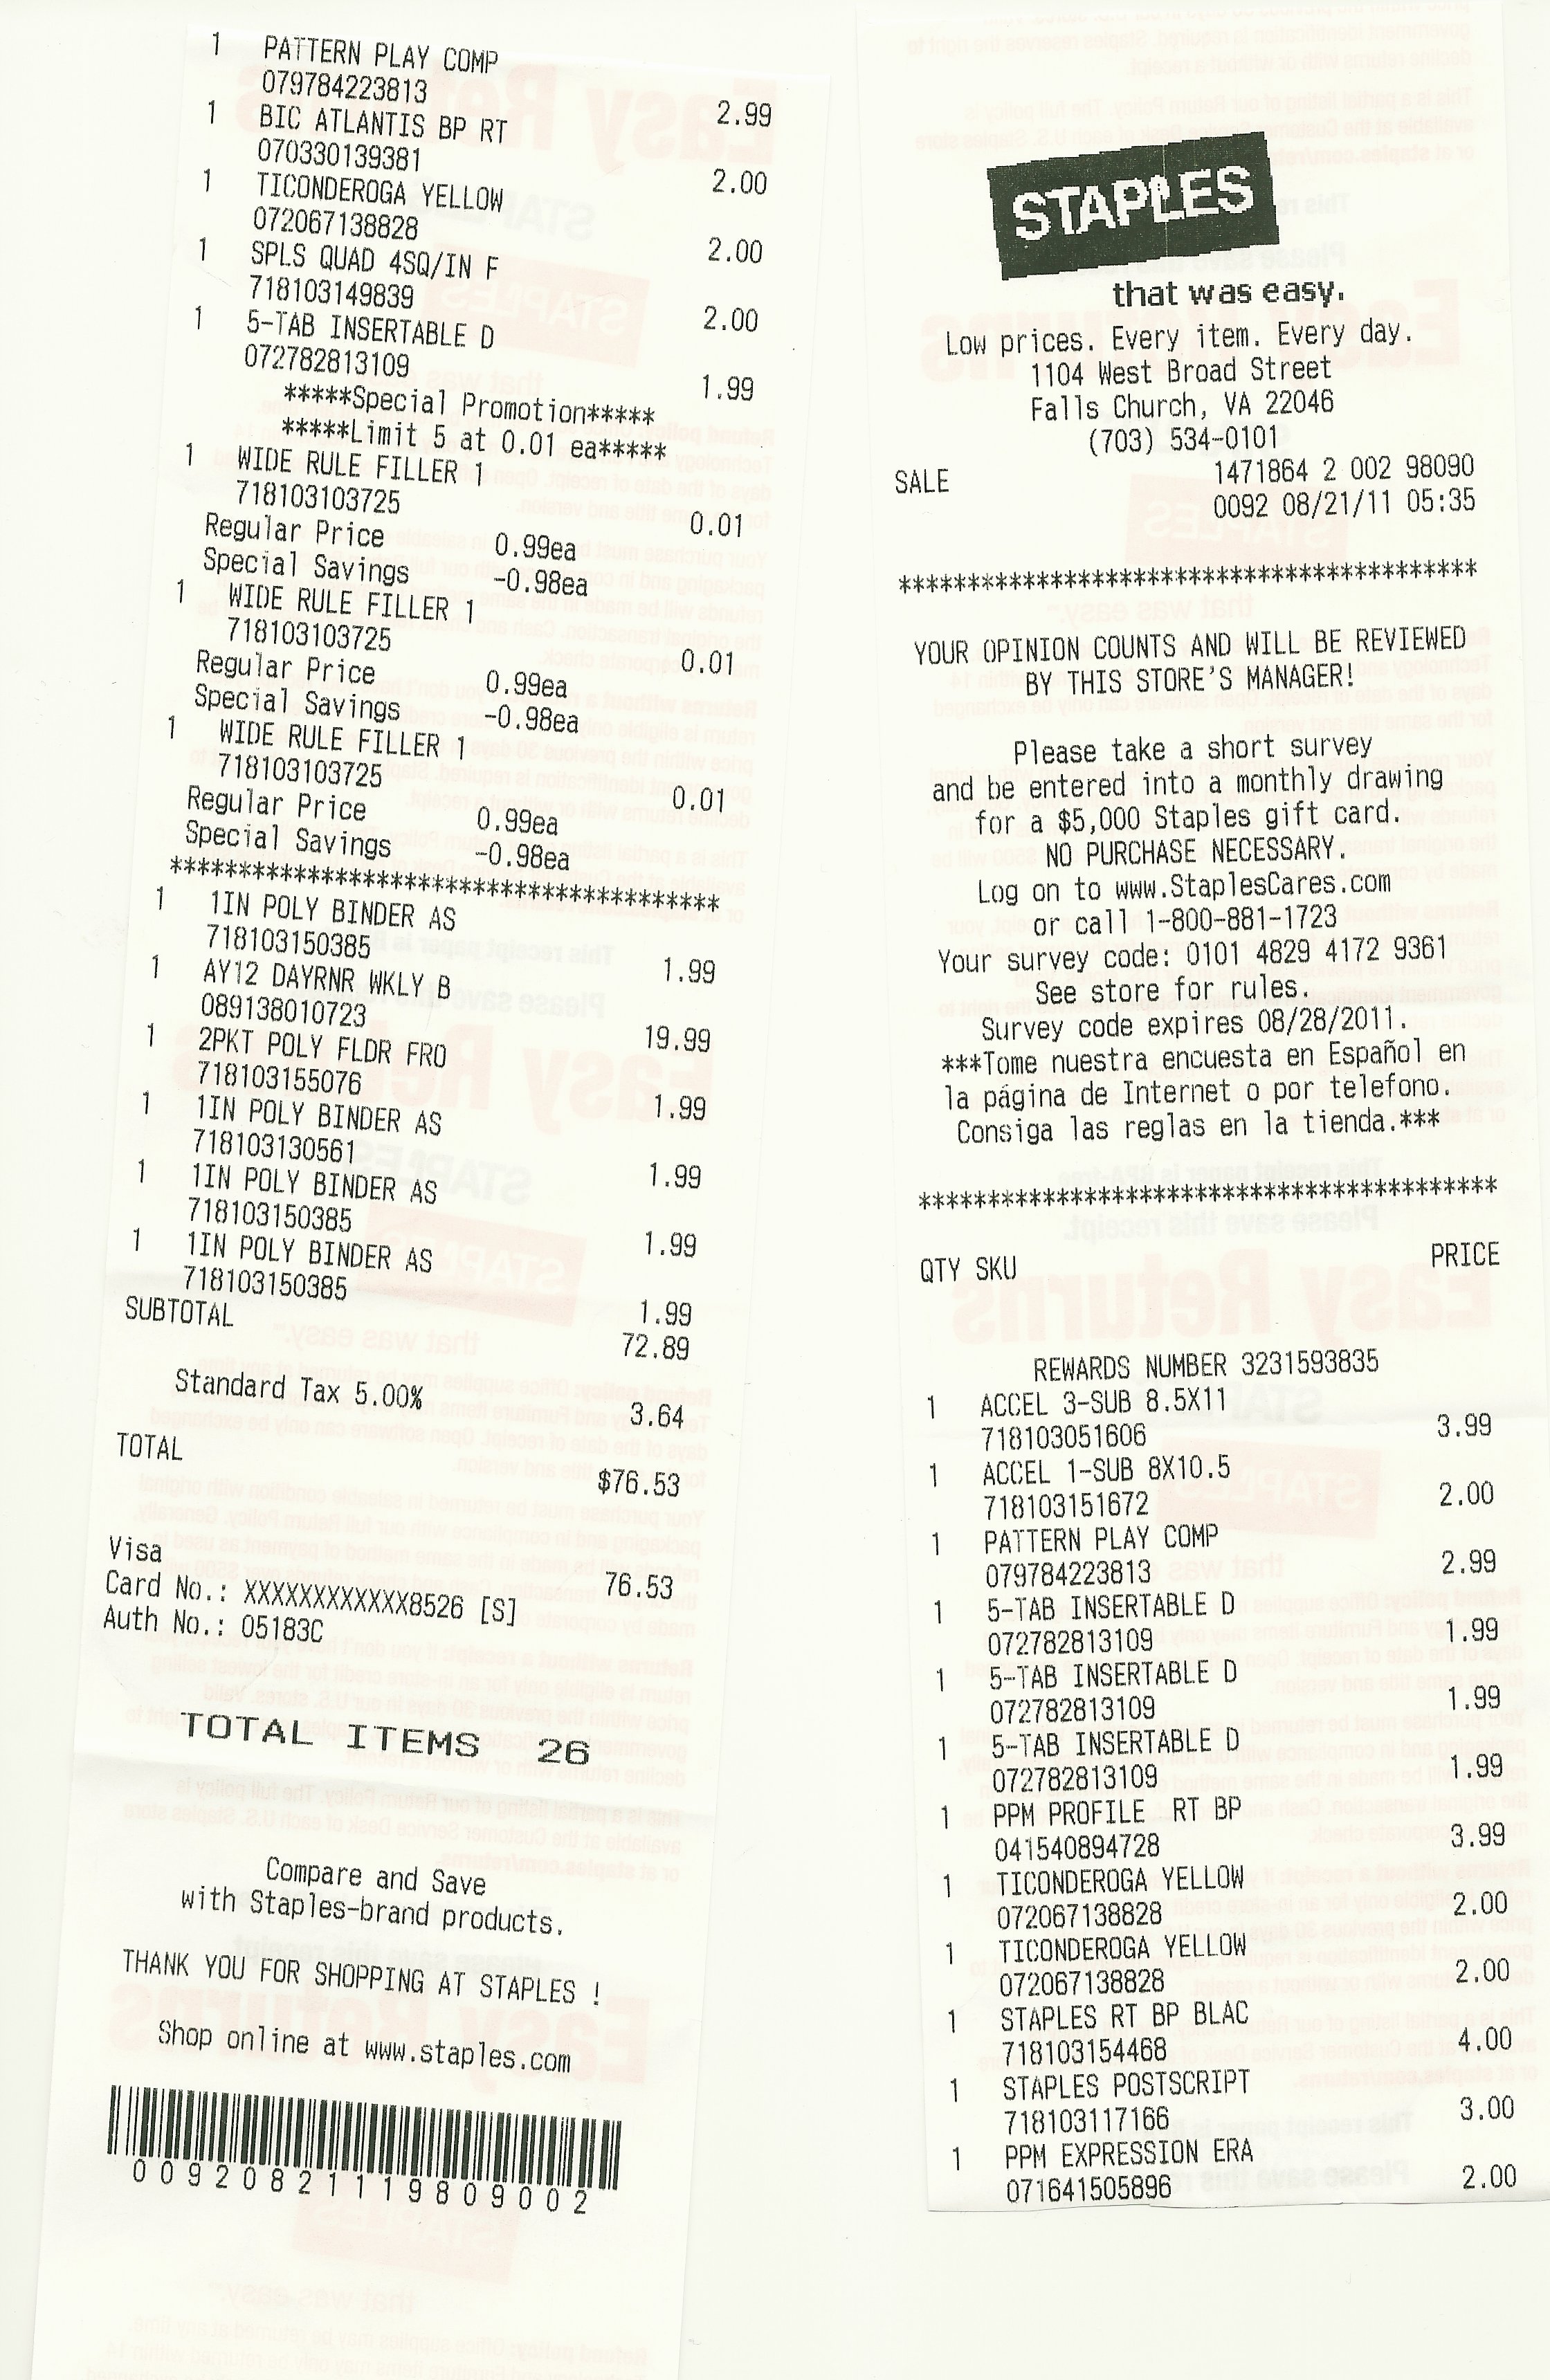 STAPLES
that was easy.
Low prices. Every item. Every day.
1104 West Broad Street
Falls Church, VA 22046
(703) 534-0101
SALE 1471864 2 002 98090
0092 08/21/11 05:35
******************************************
YOUR OPINION COUNTS AND WILL BE REVIEWED
BY THIS STORE'S MANAGER!
Please take a short survey
and be entered into a monthly drawing
for a $5,000 Staples gift card.
NO PURCHASE NECESSARY.
Log on to www.StaplesCares.com
or call 1-800-881-1723
Your survey code: 0101 4829 4172 9361
See store for rules.
Survey code expires 08/28/2011.
***Tome nuestra encuesta en Español en
la página de Internet o por telefono.
Consiga las reglas en la tienda.***
******************************************
QTY SKU PRICE
REWARDS NUMBER 3231593835
1 ACCEL 3-SUB 8.5X11
718103051606 3.99
1 ACCEL 1-SUB 8X10.5
718103151672 2.00
1 PATTERN PLAY COMP
079784223813 2.99
1 5-TAB INSERTABLE D
072782813109 1.99
1 5-TAB INSERTABLE D
072782813109 1.99
1 5-TAB INSERTABLE D
072782813109 1.99
1 PPM PROFILE RT BP
041540894728 3.99
1 TICONDEROGA YELLOW
072067138828 2.00
1 TICONDEROGA YELLOW
072067138828 2.00
1 STAPLES RT BP BLAC
718103154468 4.00
1 STAPLES POSTSCRIPT
718103117166 3.00
1 PPM EXPRESSION ERA
071641505896 2.00
1 PATTERN PLAY COMP
079784223813 2.99
1 BIC ATLANTIS BP RT
070330139381 2.00
1 TICONDEROGA YELLOW
072067138828 2.00
1 SPLS QUAD 4SQ/IN F
718103149839 2.00
1 5-TAB INSERTABLE D
072782813109 1.99
*****Special Promotion*****
*****Limit 5 at 0.01 ea*****
1 WIDE RULE FILLER 1
718103103725 0.01
Regular Price 0.99ea
Special Savings -0.98ea
1 WIDE RULE FILLER 1
718103103725 0.01
Regular Price 0.99ea
Special Savings -0.98ea
1 WIDE RULE FILLER 1
718103103725 0.01
Regular Price 0.99ea
Special Savings -0.98ea
****************************************
1 1IN POLY BINDER AS
718103150385 1.99
1 AY12 DAYRNR WKLY B
089138010723 19.99
1 2PKT POLY FLDR FRO
718103155076 1.99
1 1IN POLY BINDER AS
718103130561 1.99
1 1IN POLY BINDER AS
718103150385 1.99
1 1IN POLY BINDER AS
718103150385 1.99
SUBTOTAL 72.89
Standard Tax 5.00% 3.64
TOTAL $76.53
Visa 76.53
Card No.: XXXXXXXXXXXX8526 [S]
Auth No.: 05183C
TOTAL ITEMS 26
Compare and Save
with Staples-brand products.
THANK YOU FOR SHOPPING AT STAPLES !
Shop online at www.staples.com
00920821119809002